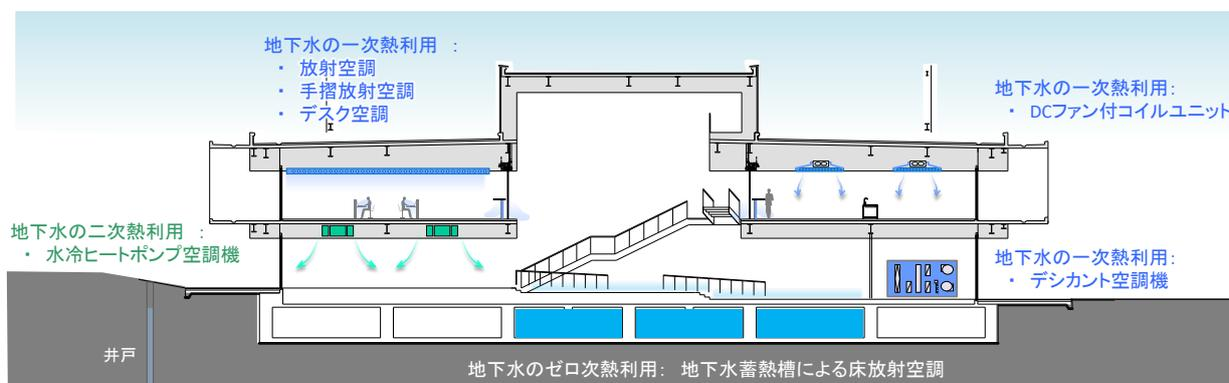 地下水の一次熱利用 ：
・ 放射空調
・ 手摺放射空調
・ デスク空調
地下水の一次熱利用：
・ DCファン付コイルユニット
地下水の二次熱利用 ：
・ 水冷ヒートポンプ空調機
地下水の一次熱利用：
・ デシカント空調機
井戸
地下水のゼロ次熱利用： 地下水蓄熱槽による床放射空調